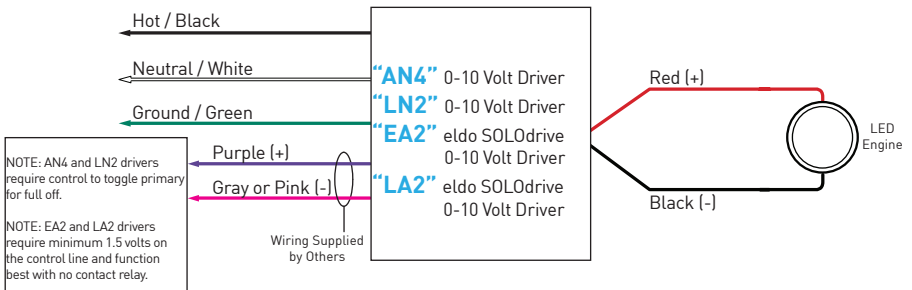 Hot / Black
Neutral / White
Ground / Green
Purple (+)
Gray or Pink (-)
NOTE: AN4 and LN2 drivers
require control to toggle primary
for full off.
NOTE: EA2 and LA2 drivers
require minimum 1.5 volts on
the control line and function
best with no contact relay.
Wiring Supplied
by Others
“AN4” 0-10 Volt Driver
“LN2” 0-10 Volt Driver
“EA2” eldo SOLOdrive
0-10 Volt Driver
“LA2” eldo SOLOdrive
0-10 Volt Driver
Red (+)
Black (-)
LED
Engine